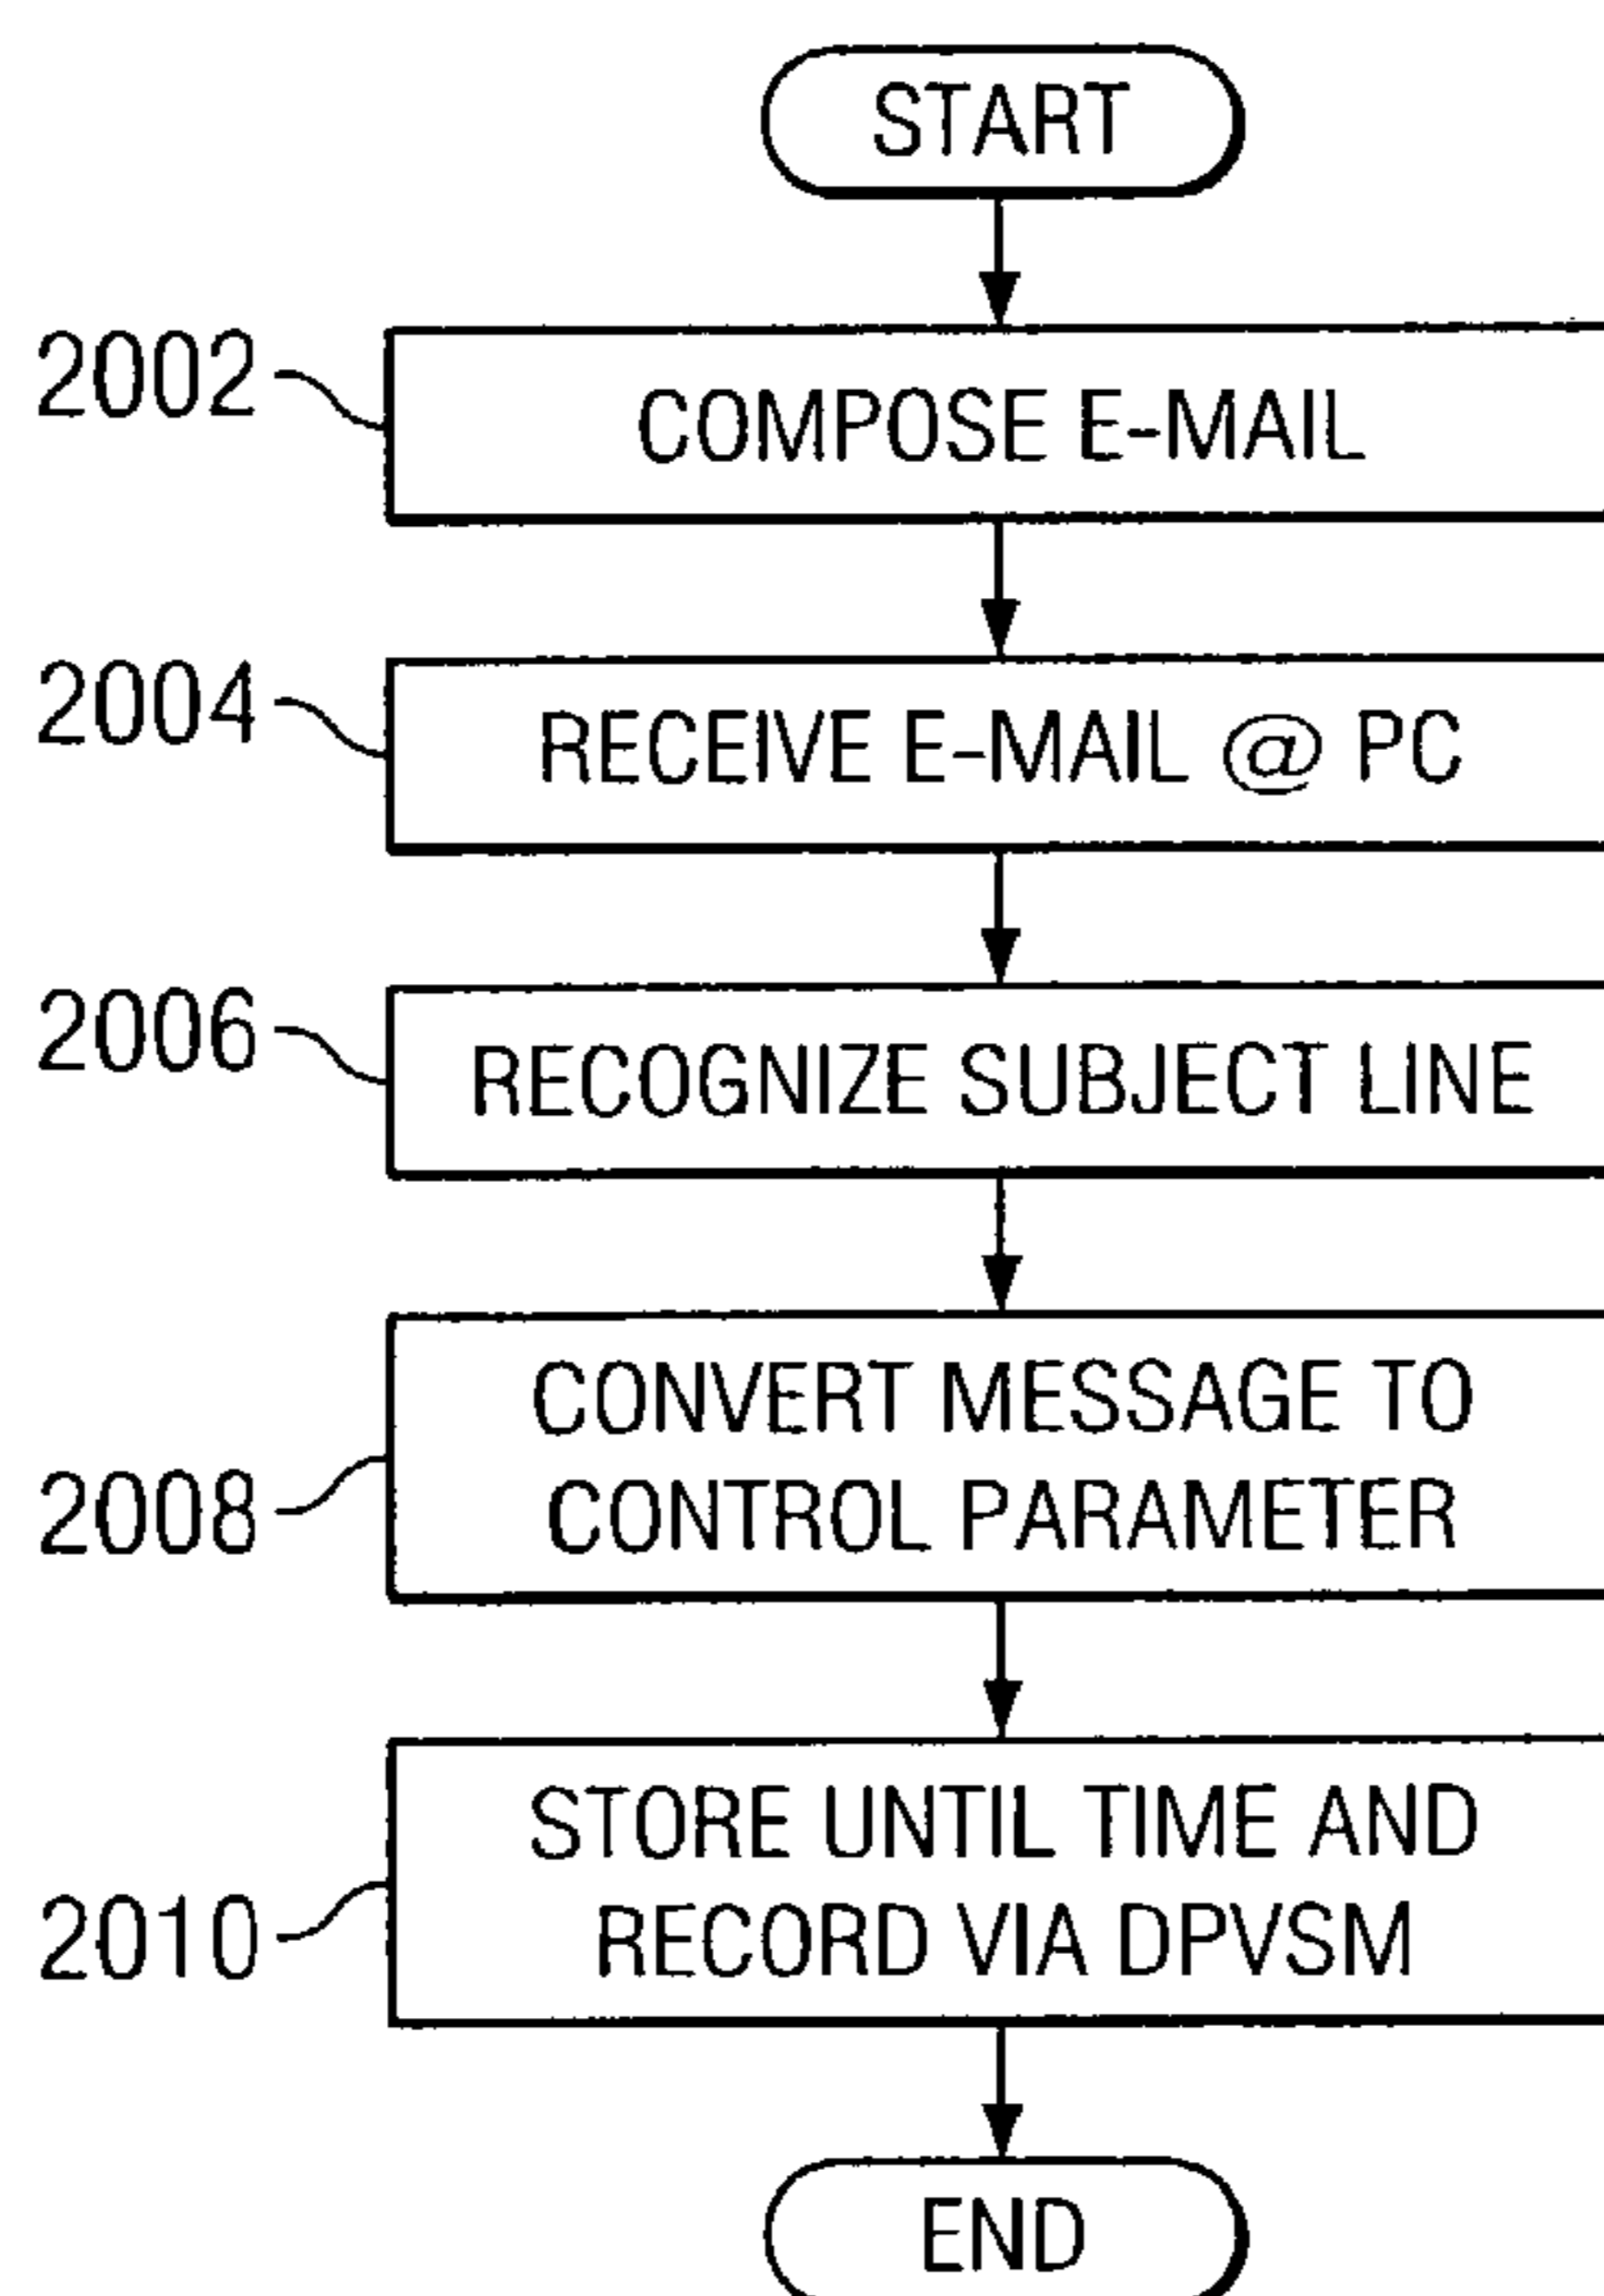 START
2002
COMPOSE E-MAIL
2004
RECEIVE E-MAIL @ PC
2006
RECOGNIZE SUBJECT LINE
2008
CONVERT MESSAGE TO
CONTROL PARAMETER
2010
STORE UNTIL TIME AND
RECORD VIA DPVSM
END